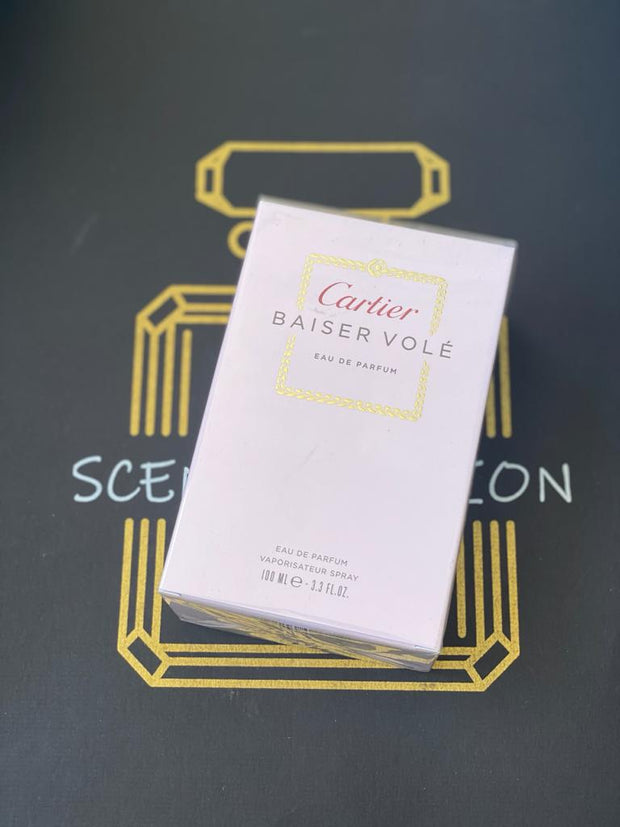 Cartier
BAISER VOLÉ
EAU DE PARFUM
EAU DE PARFUM
VAPORISATEUR SPRAY
100 ML e - 3.3 FL.OZ.